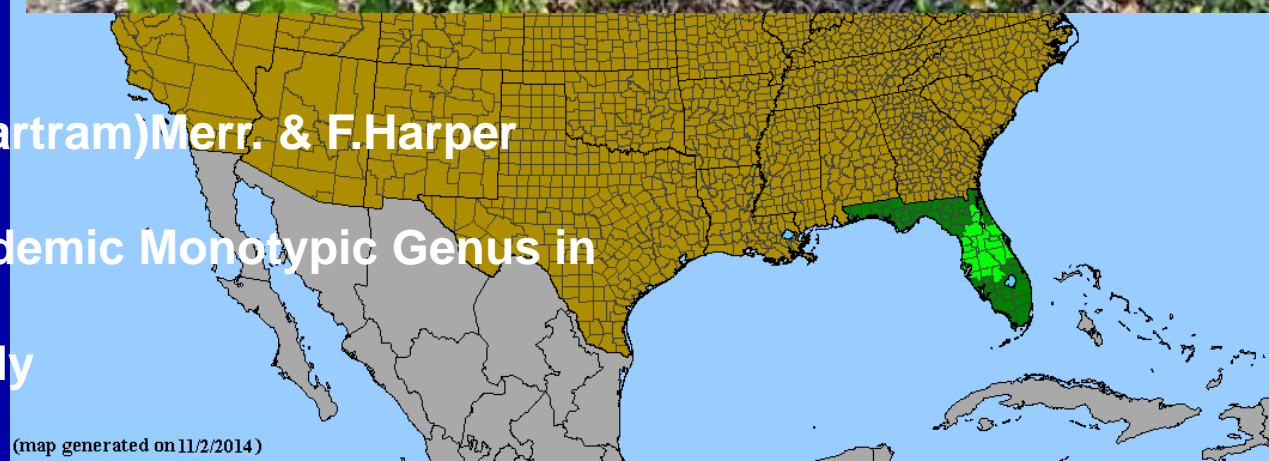 artram)Merr. & F.Harper
demic Monotypic Genus in
ly
(map generated on 11/2/2014)